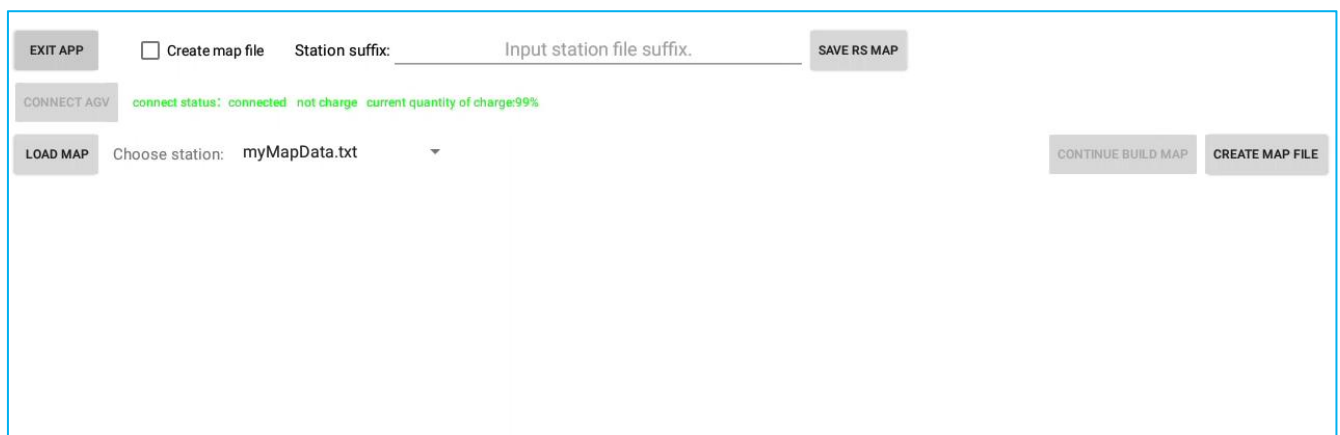 EXIT APP Create map file Station suffix: Input station file suffix. SAVE RS MAP
CONNECT AGV connect status: connected not charge current quantity of charge:99%
LOAD MAP Choose station: myMapData.txt CONTINUE BUILD MAP CREATE MAP FILE